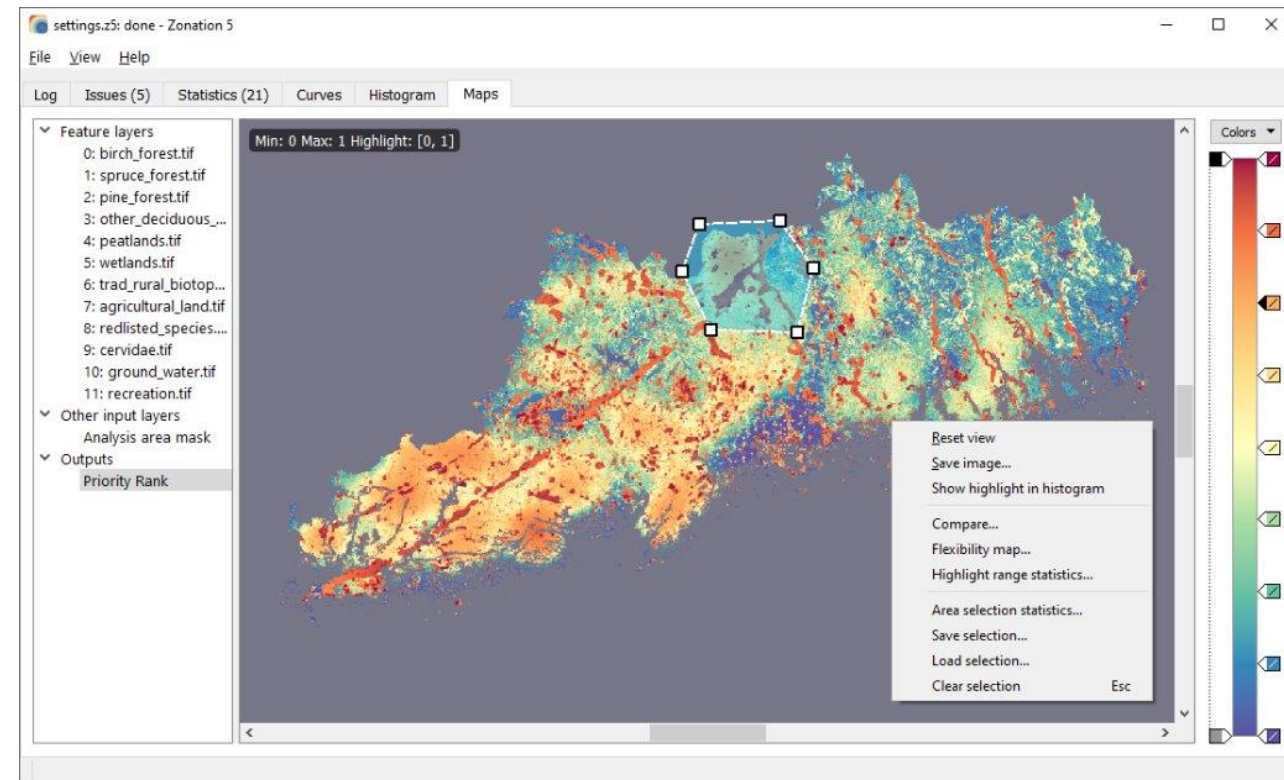 settings.z5: done - Zonation 5
File View Help
Log Issues (5) Statistics (21) Curves Histogram Maps
Feature layers
0: birch_forest.tif
1: spruce_forest.tif
2: pine_forest.tif
3: other_deciduous_...
4: peatlands.tif
5: wetlands.tif
6: trad_rural_biotop...
7: agricultural_land.tif
8: redlisted_species....
9: cervidae.tif
10: ground_water.tif
11: recreation.tif
Other input layers
Analysis area mask
Outputs
Priority Rank
Min: 0 Max: 1 Highlight: [0, 1]
Reset view
Save image...
Show highlight in histogram
Compare...
Flexibility map...
Highlight range statistics...
Area selection statistics...
Save selection...
Load selection...
Clear selection Esc
Colors